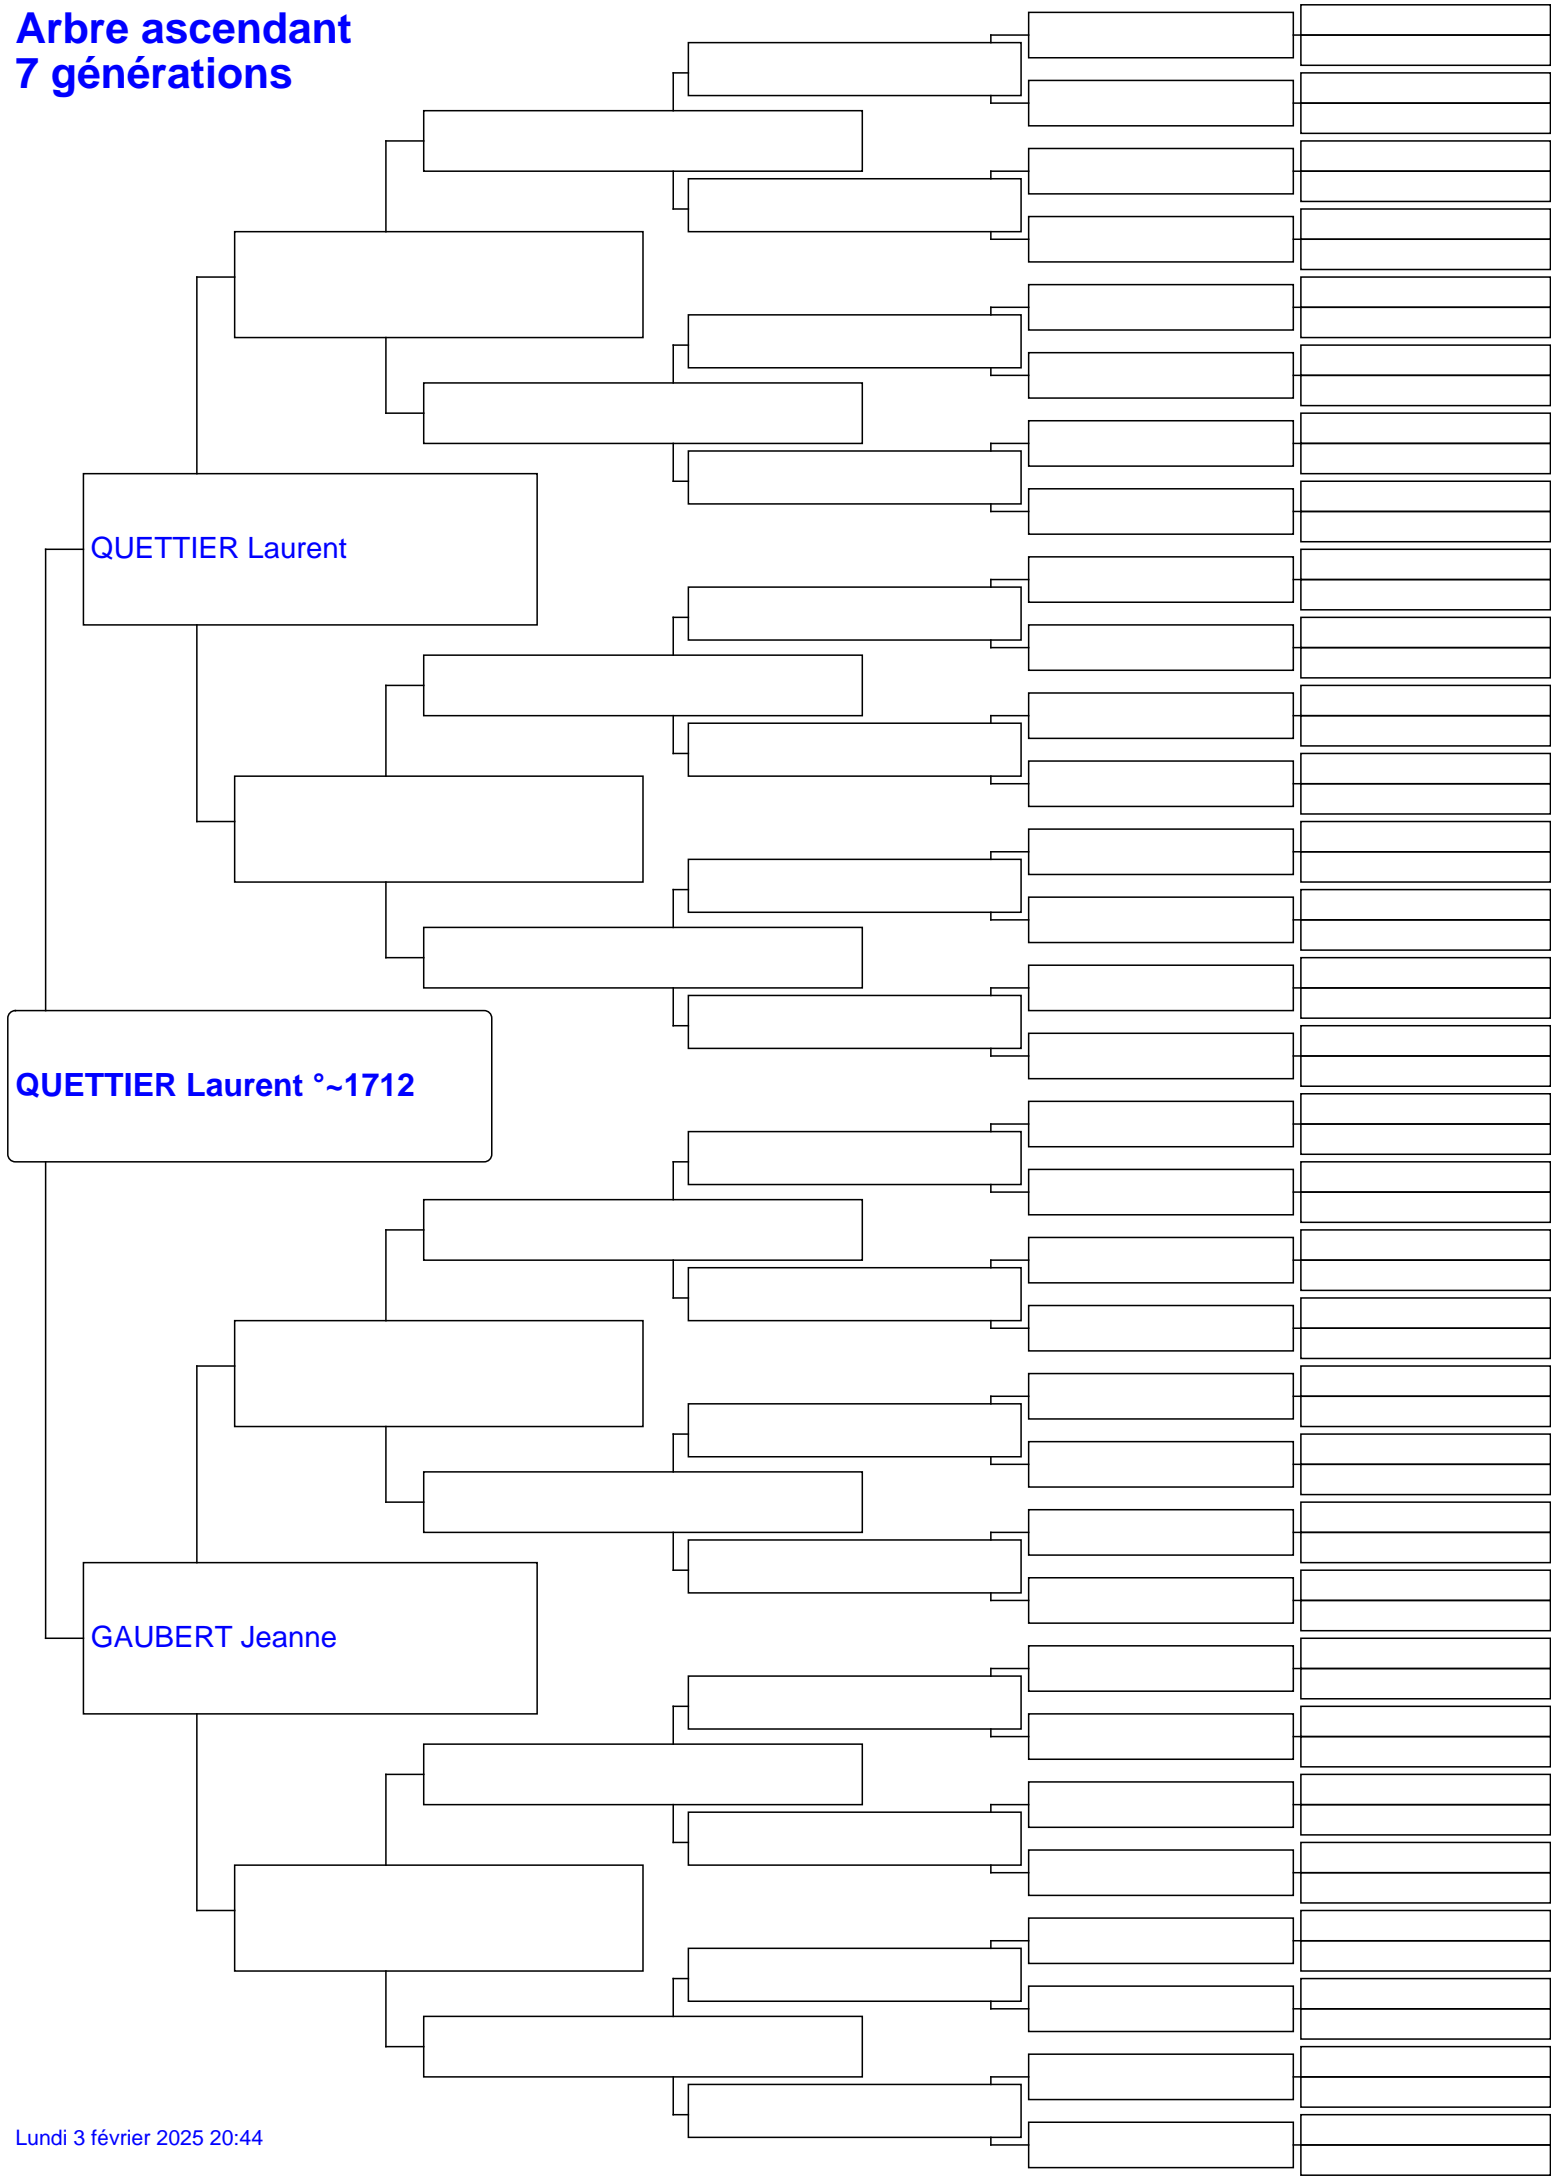 Arbre ascendant
7 générations
QUETTIER Laurent
QUETTIER Laurent °~1712
GAUBERT Jeanne
Lundi 3 février 2025 20:44